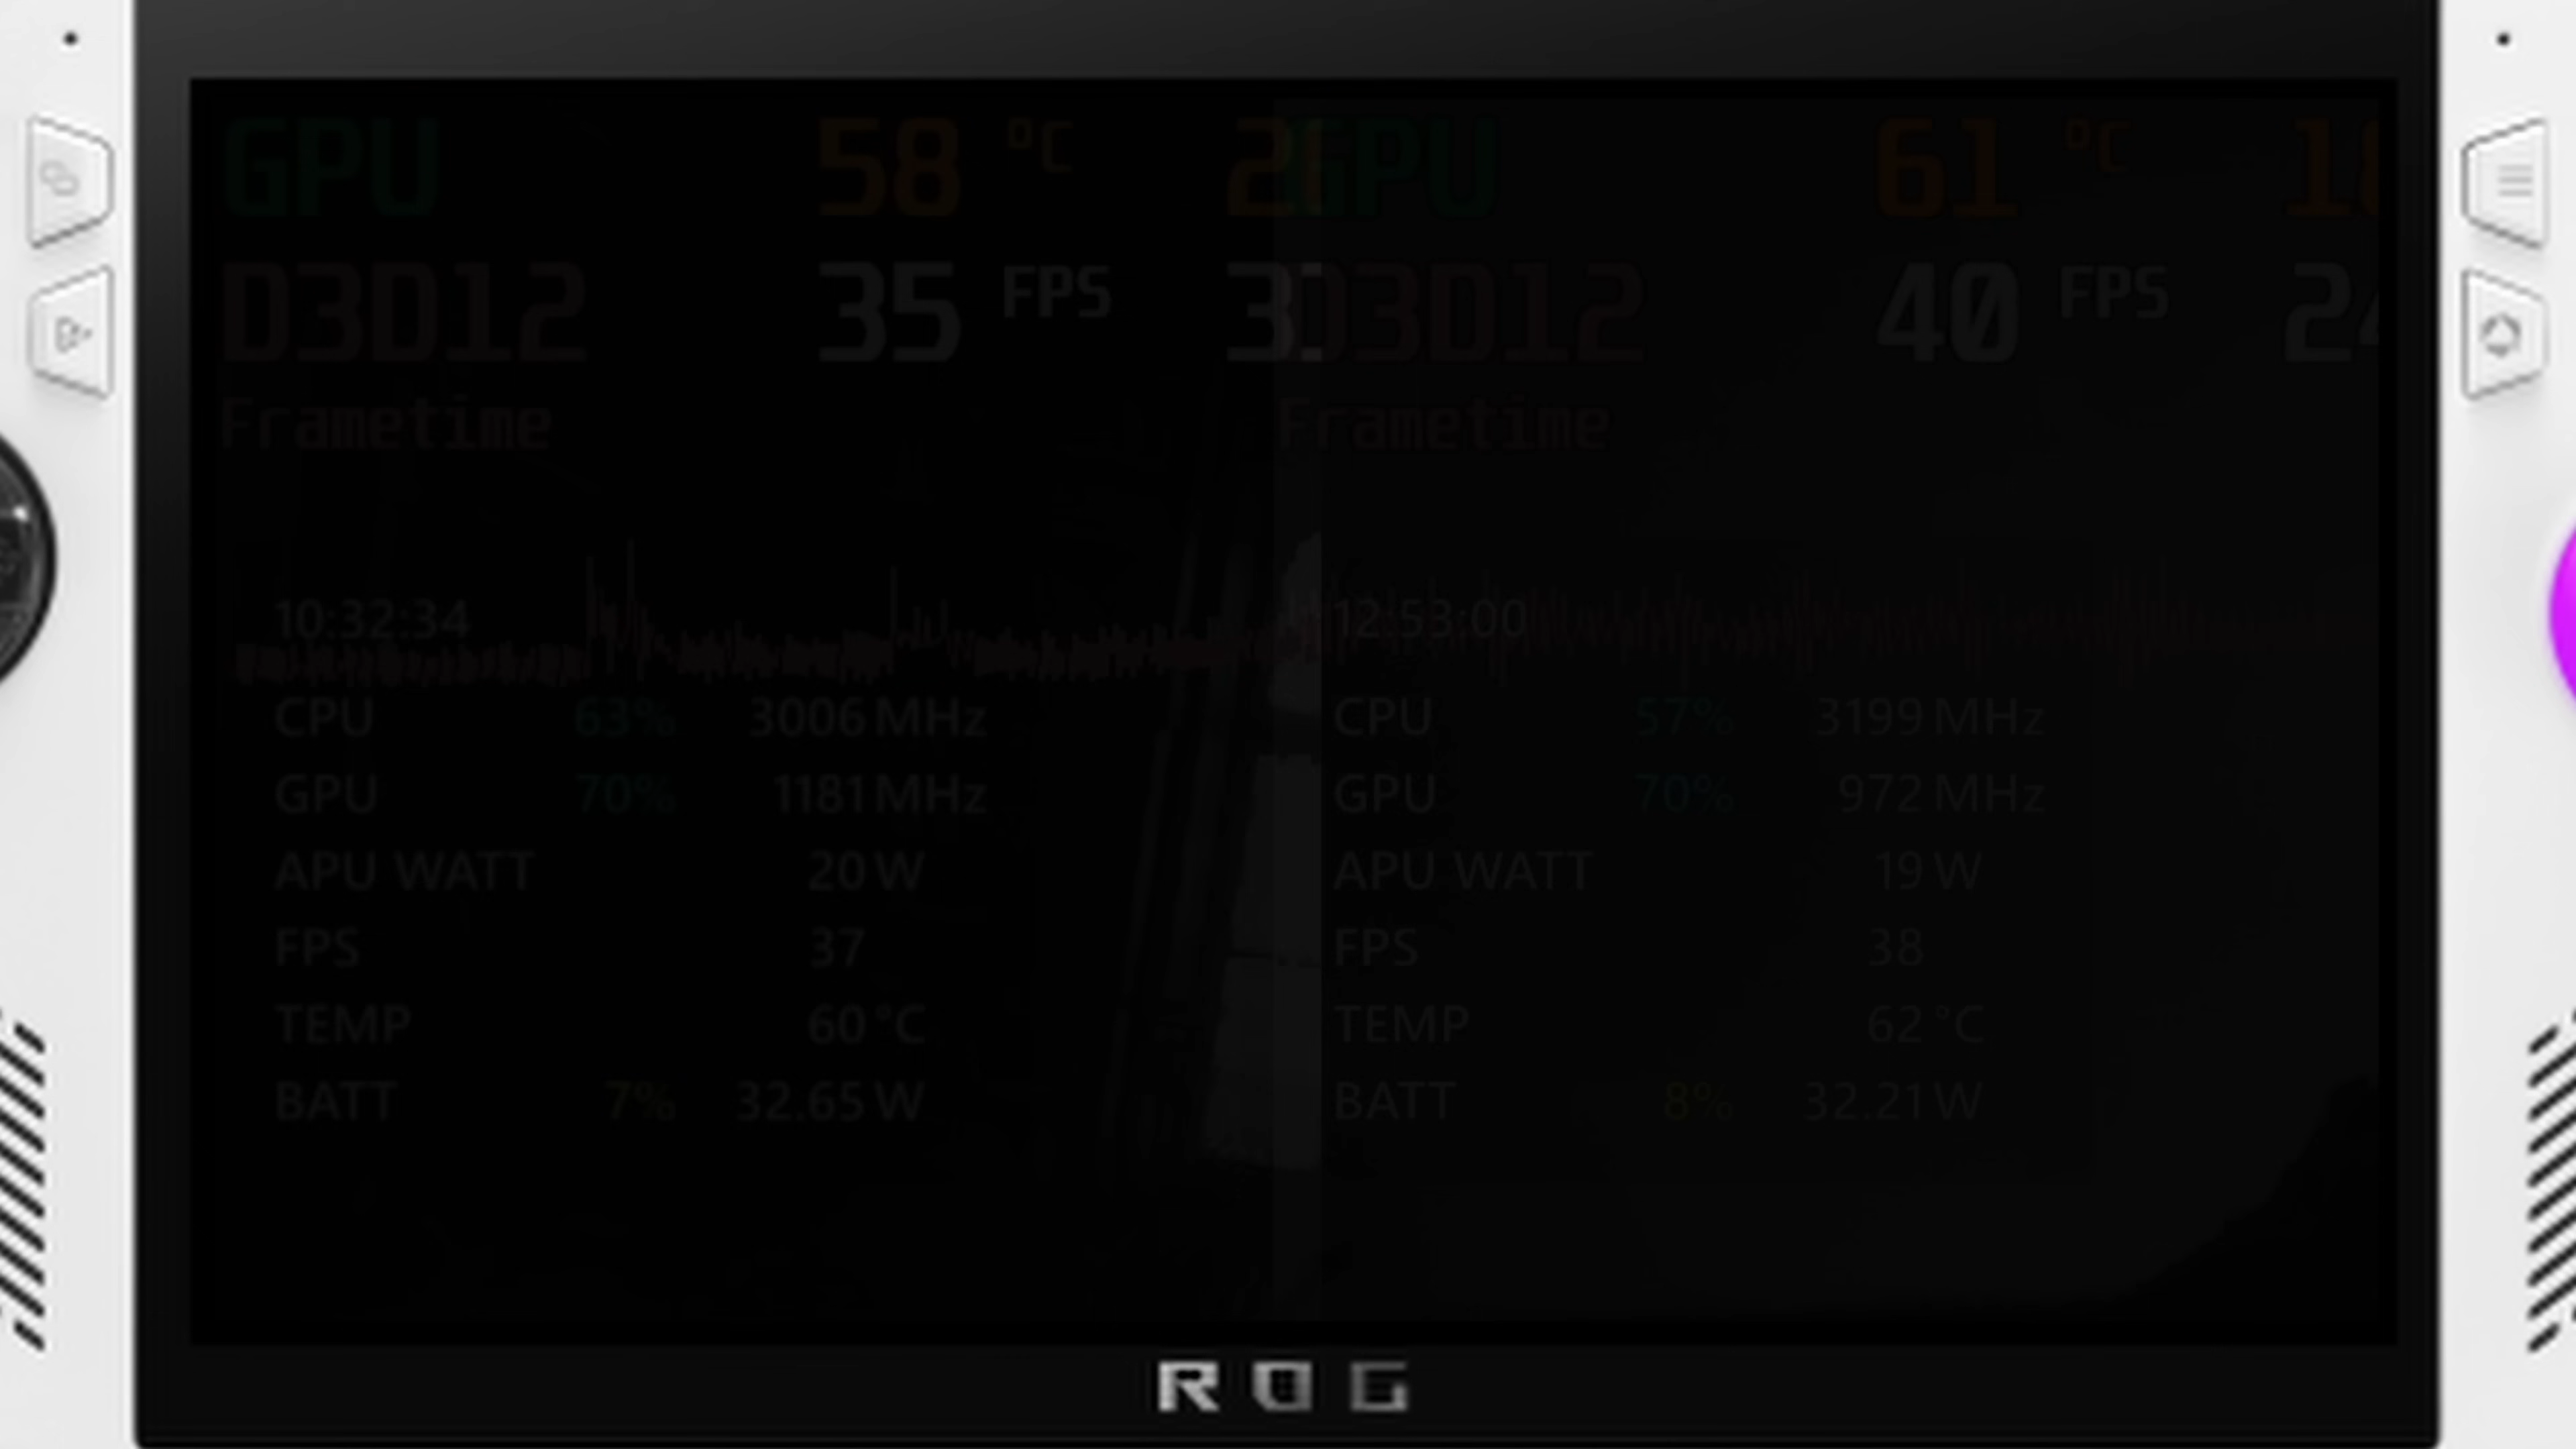 GPU 58 °C
D3D12 35 FPS
Frametime
10:32:34
CPU 63% 3006 MHz
GPU 70% 1181 MHz
APU WATT 20 W
FPS 37
TEMP 60 °C
BATT 7% 32.65 W
GPU 61 °C
D3D12 40 FPS
Frametime
12:53:00
CPU 57% 3199 MHz
GPU 70% 972 MHz
APU WATT 19 W
FPS 38
TEMP 62 °C
BATT 8% 32.21 W
ROG